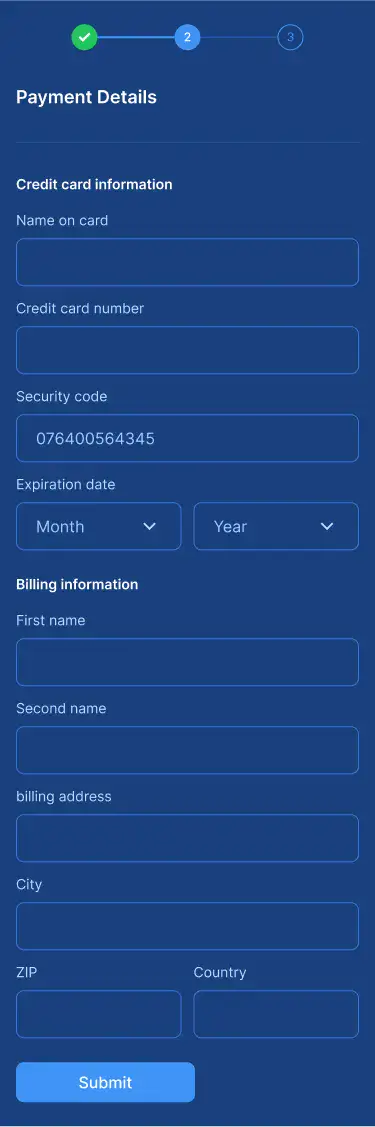 2 3
Payment Details
Credit card information
Name on card
Credit card number
Security code
076400564345
Expiration date
Month Year
Billing information
First name
Second name
billing address
City
ZIP Country
Submit